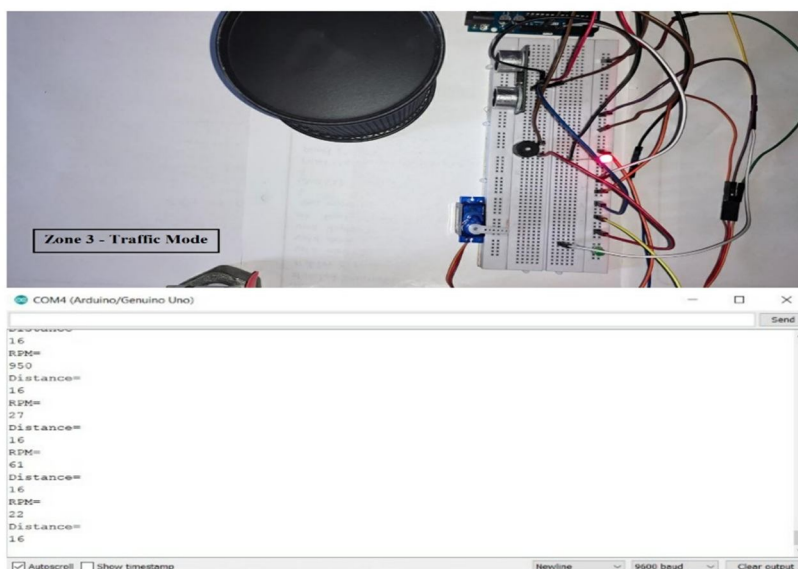 Zone 3 - Traffic Mode
COM4 (Arduino/Genuino Uno)
Send
Distance=
16
RPM=
950
Distance=
16
RPM=
27
Distance=
16
RPM=
61
Distance=
16
RPM=
22
Distance=
16
Autoscroll Show timestamp Newline 9600 baud Clear output